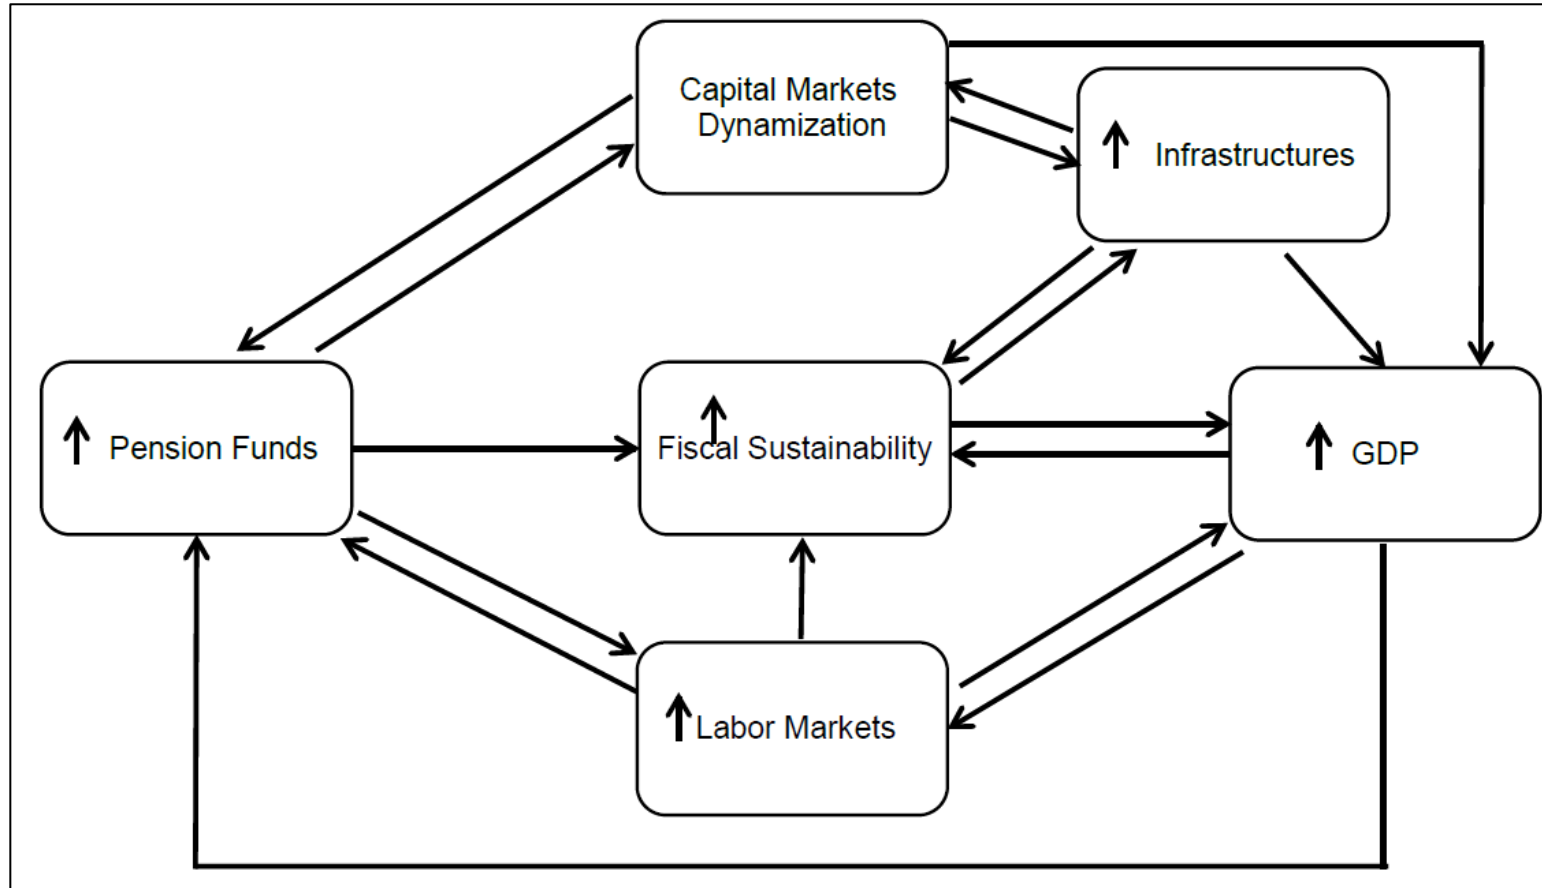 Capital Markets
Dynamization
Infrastructures
Pension Funds
Fiscal Sustainability
GDP
Labor Markets